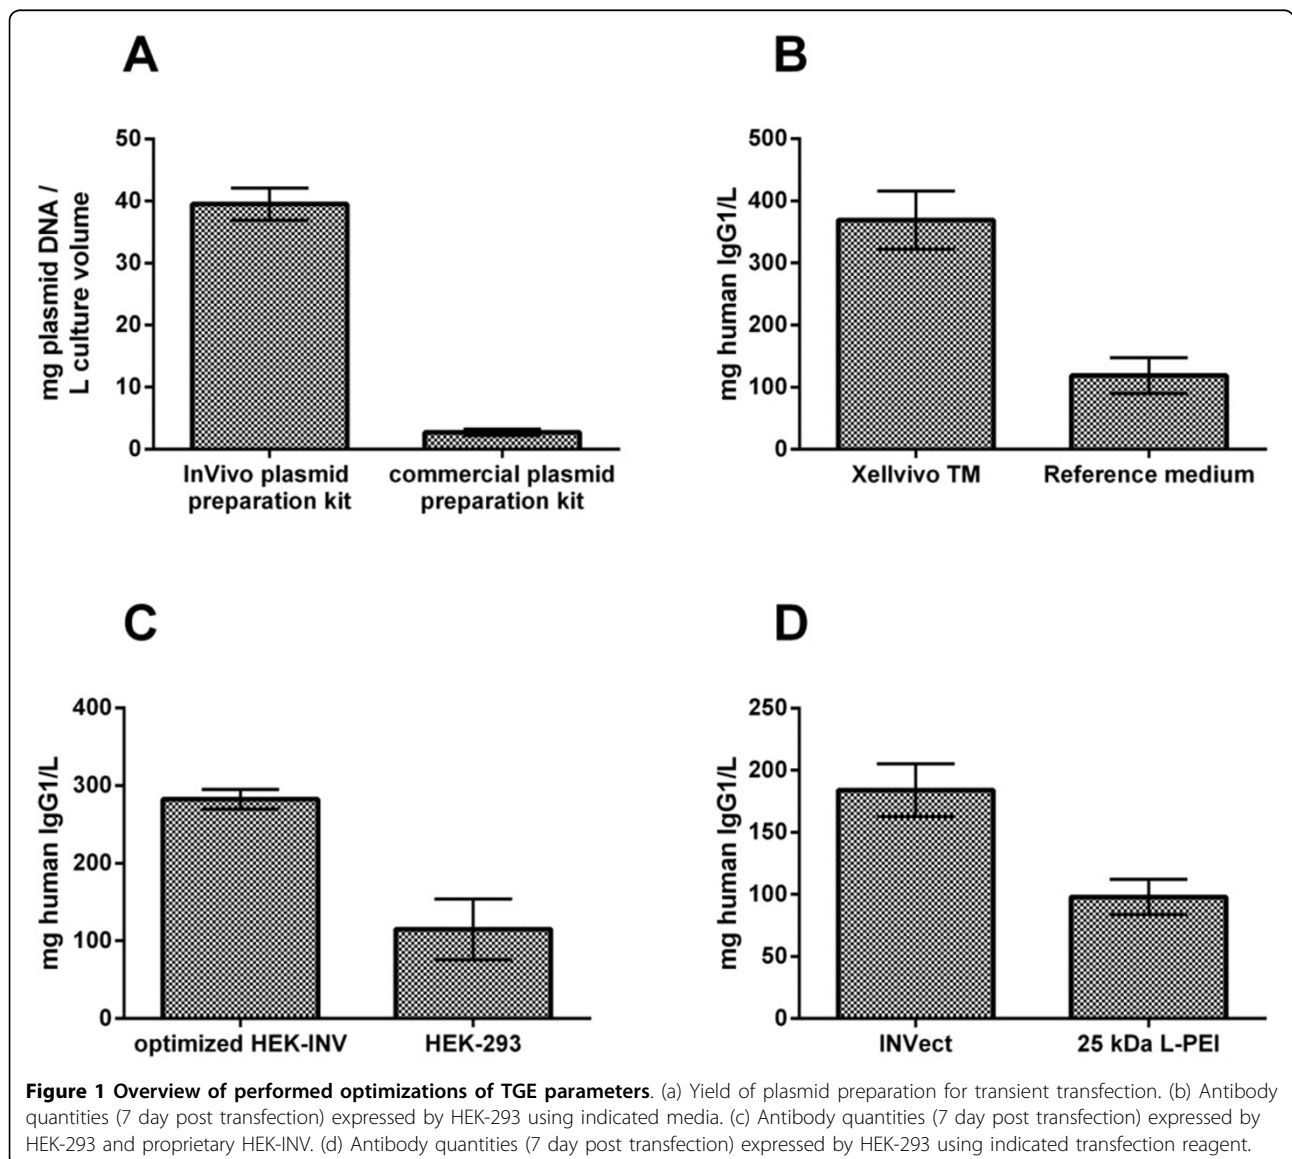 A
50
40
30
20
10
0
mg plasmid DNA /
L culture volume
InVivo plasmid
preparation kit
commercial plasmid
preparation kit
B
500
400
300
200
100
0
mg human IgG1/L
Xellvivo TM
Reference medium
C
400
300
200
100
0
mg human IgG1/L
optimized HEK-INV
HEK-293
D
250
200
150
100
50
0
mg human IgG1/L
INVect
25 kDa L-PEI
Figure 1 Overview of performed optimizations of TGE parameters. (a) Yield of plasmid preparation for transient transfection. (b) Antibody
quantities (7 day post transfection) expressed by HEK-293 using indicated media. (c) Antibody quantities (7 day post transfection) expressed by
HEK-293 and proprietary HEK-INV. (d) Antibody quantities (7 day post transfection) expressed by HEK-293 using indicated transfection reagent.